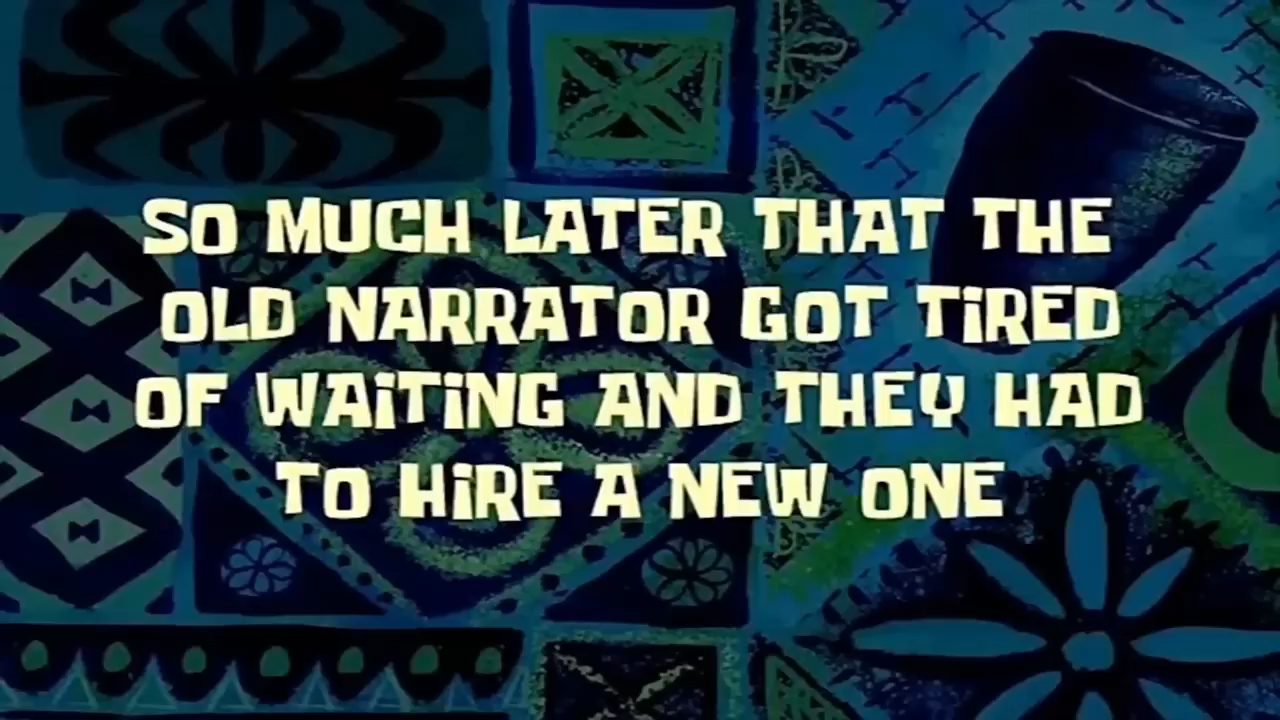 SO MUCH LATER THAT THE
OLD NARRATOR GOT TiRED
OF WAiTiNG AND THEY HAD
TO HiRE A NEW ONE